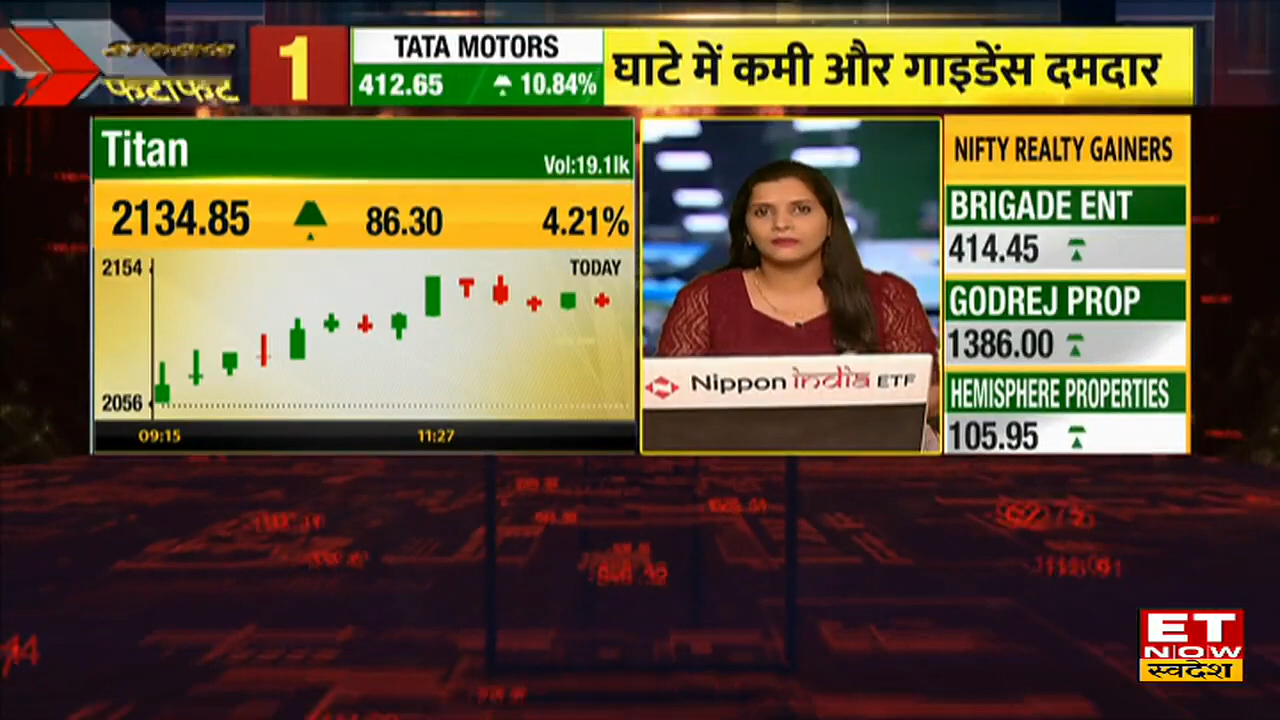 फटाफट
1
TATA MOTORS
412.65 10.84%
घाटे में कमी और गाइडेंस दमदार
Titan
Vol:19.1lk
2134.85 86.30 4.21%
2154
TODAY
2056
09:15 11:27
Nippon india ETF
NIFTY REALTY GAINERS
BRIGADE ENT
414.45
GODREJ PROP
1386.00
HEMISPHERE PROPERTIES
105.95
ET
NOW
स्वदेश